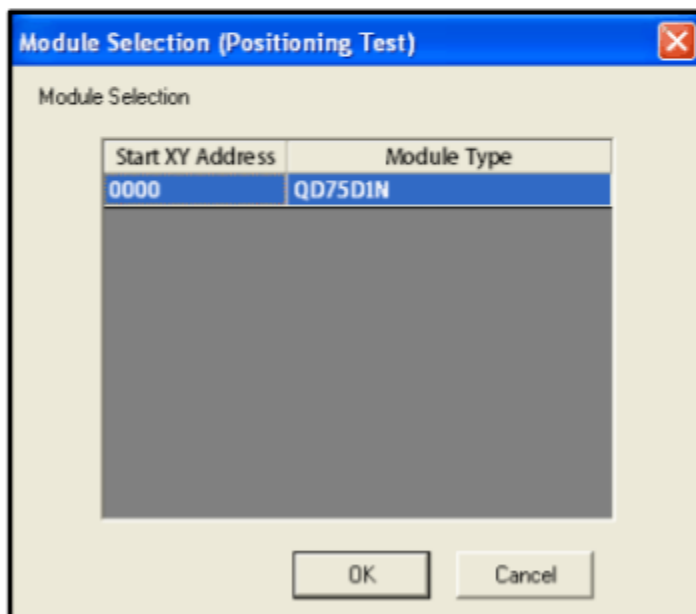 Module Selection (Positioning Test)
Module Selection
Start XY Address Module Type
0000 QD75D1N
OK Cancel